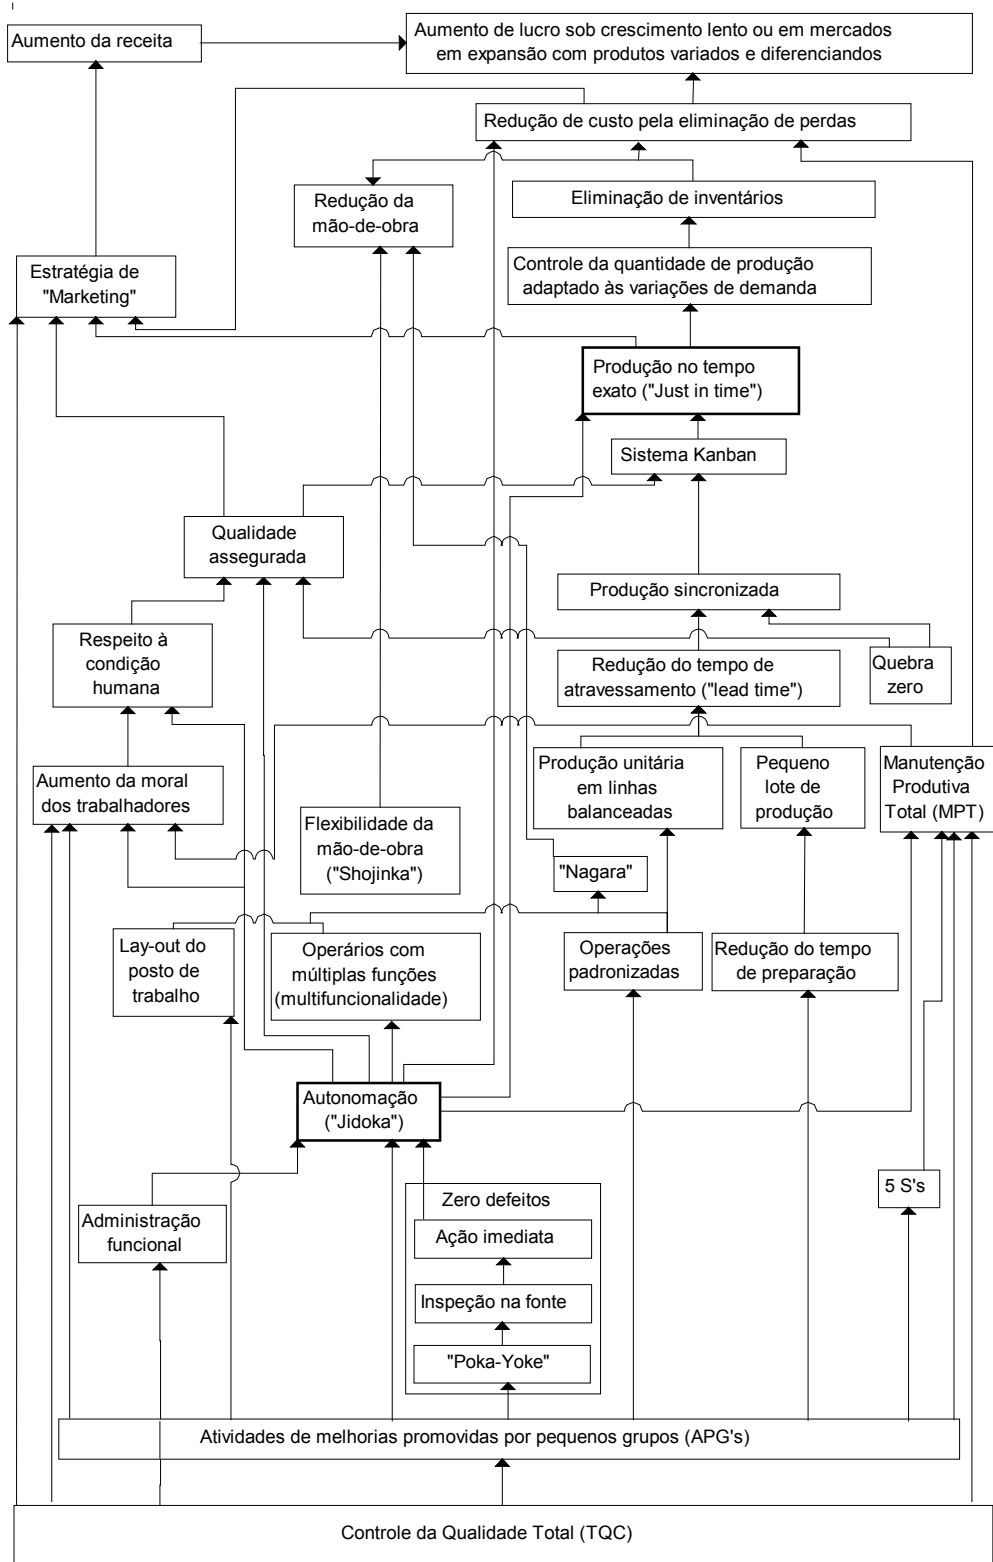 Aumento da receita
Aumento de lucro sob crescimento lento ou em mercados
em expansão com produtos variados e diferenciandos
Redução de custo pela eliminação de perdas
Redução da
mão-de-obra
Eliminação de inventários
Estratégia de
"Marketing"
Controle da quantidade de produção
adaptado às variações de demanda
Produção no tempo
exato ("Just in time")
Sistema Kanban
Qualidade
assegurada
Produção sincronizada
Respeito à
condição
humana
Redução do tempo de
atravessamento ("lead time")
Quebra
zero
Aumento da moral
dos trabalhadores
Flexibilidade da
mão-de-obra
("Shojinka")
Produção unitária
em linhas
balanceadas
Pequeno
lote de
produção
Manutenção
Produtiva
Total (MPT)
"Nagara"
Lay-out do
posto de
trabalho
Operários com
múltiplas funções
(multifuncionalidade)
Operações
padronizadas
Redução do tempo
de preparação
Autonomação
("Jidoka")
5 S's
Administração
funcional
Zero defeitos
Ação imediata
Inspeção na fonte
"Poka-Yoke"
Atividades de melhorias promovidas por pequenos grupos (APG's)
Controle da Qualidade Total (TQC)